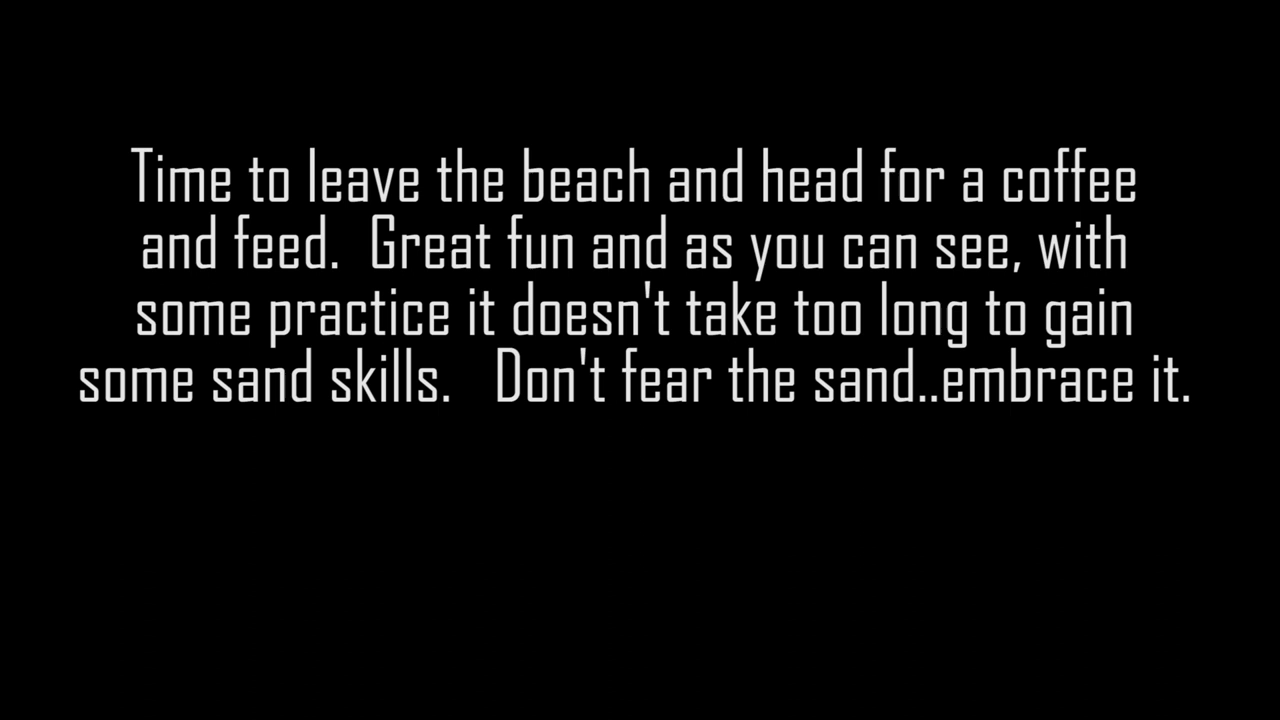 Time to leave the beach and head for a coffee
and feed.  Great fun and as you can see, with
some practice it doesn't take too long to gain
some sand skills.   Don't fear the sand..embrace it.